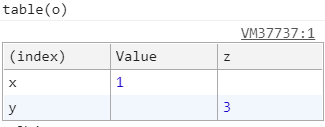 table(o)
VM37737:1
(index) Value z
x 1
y 3